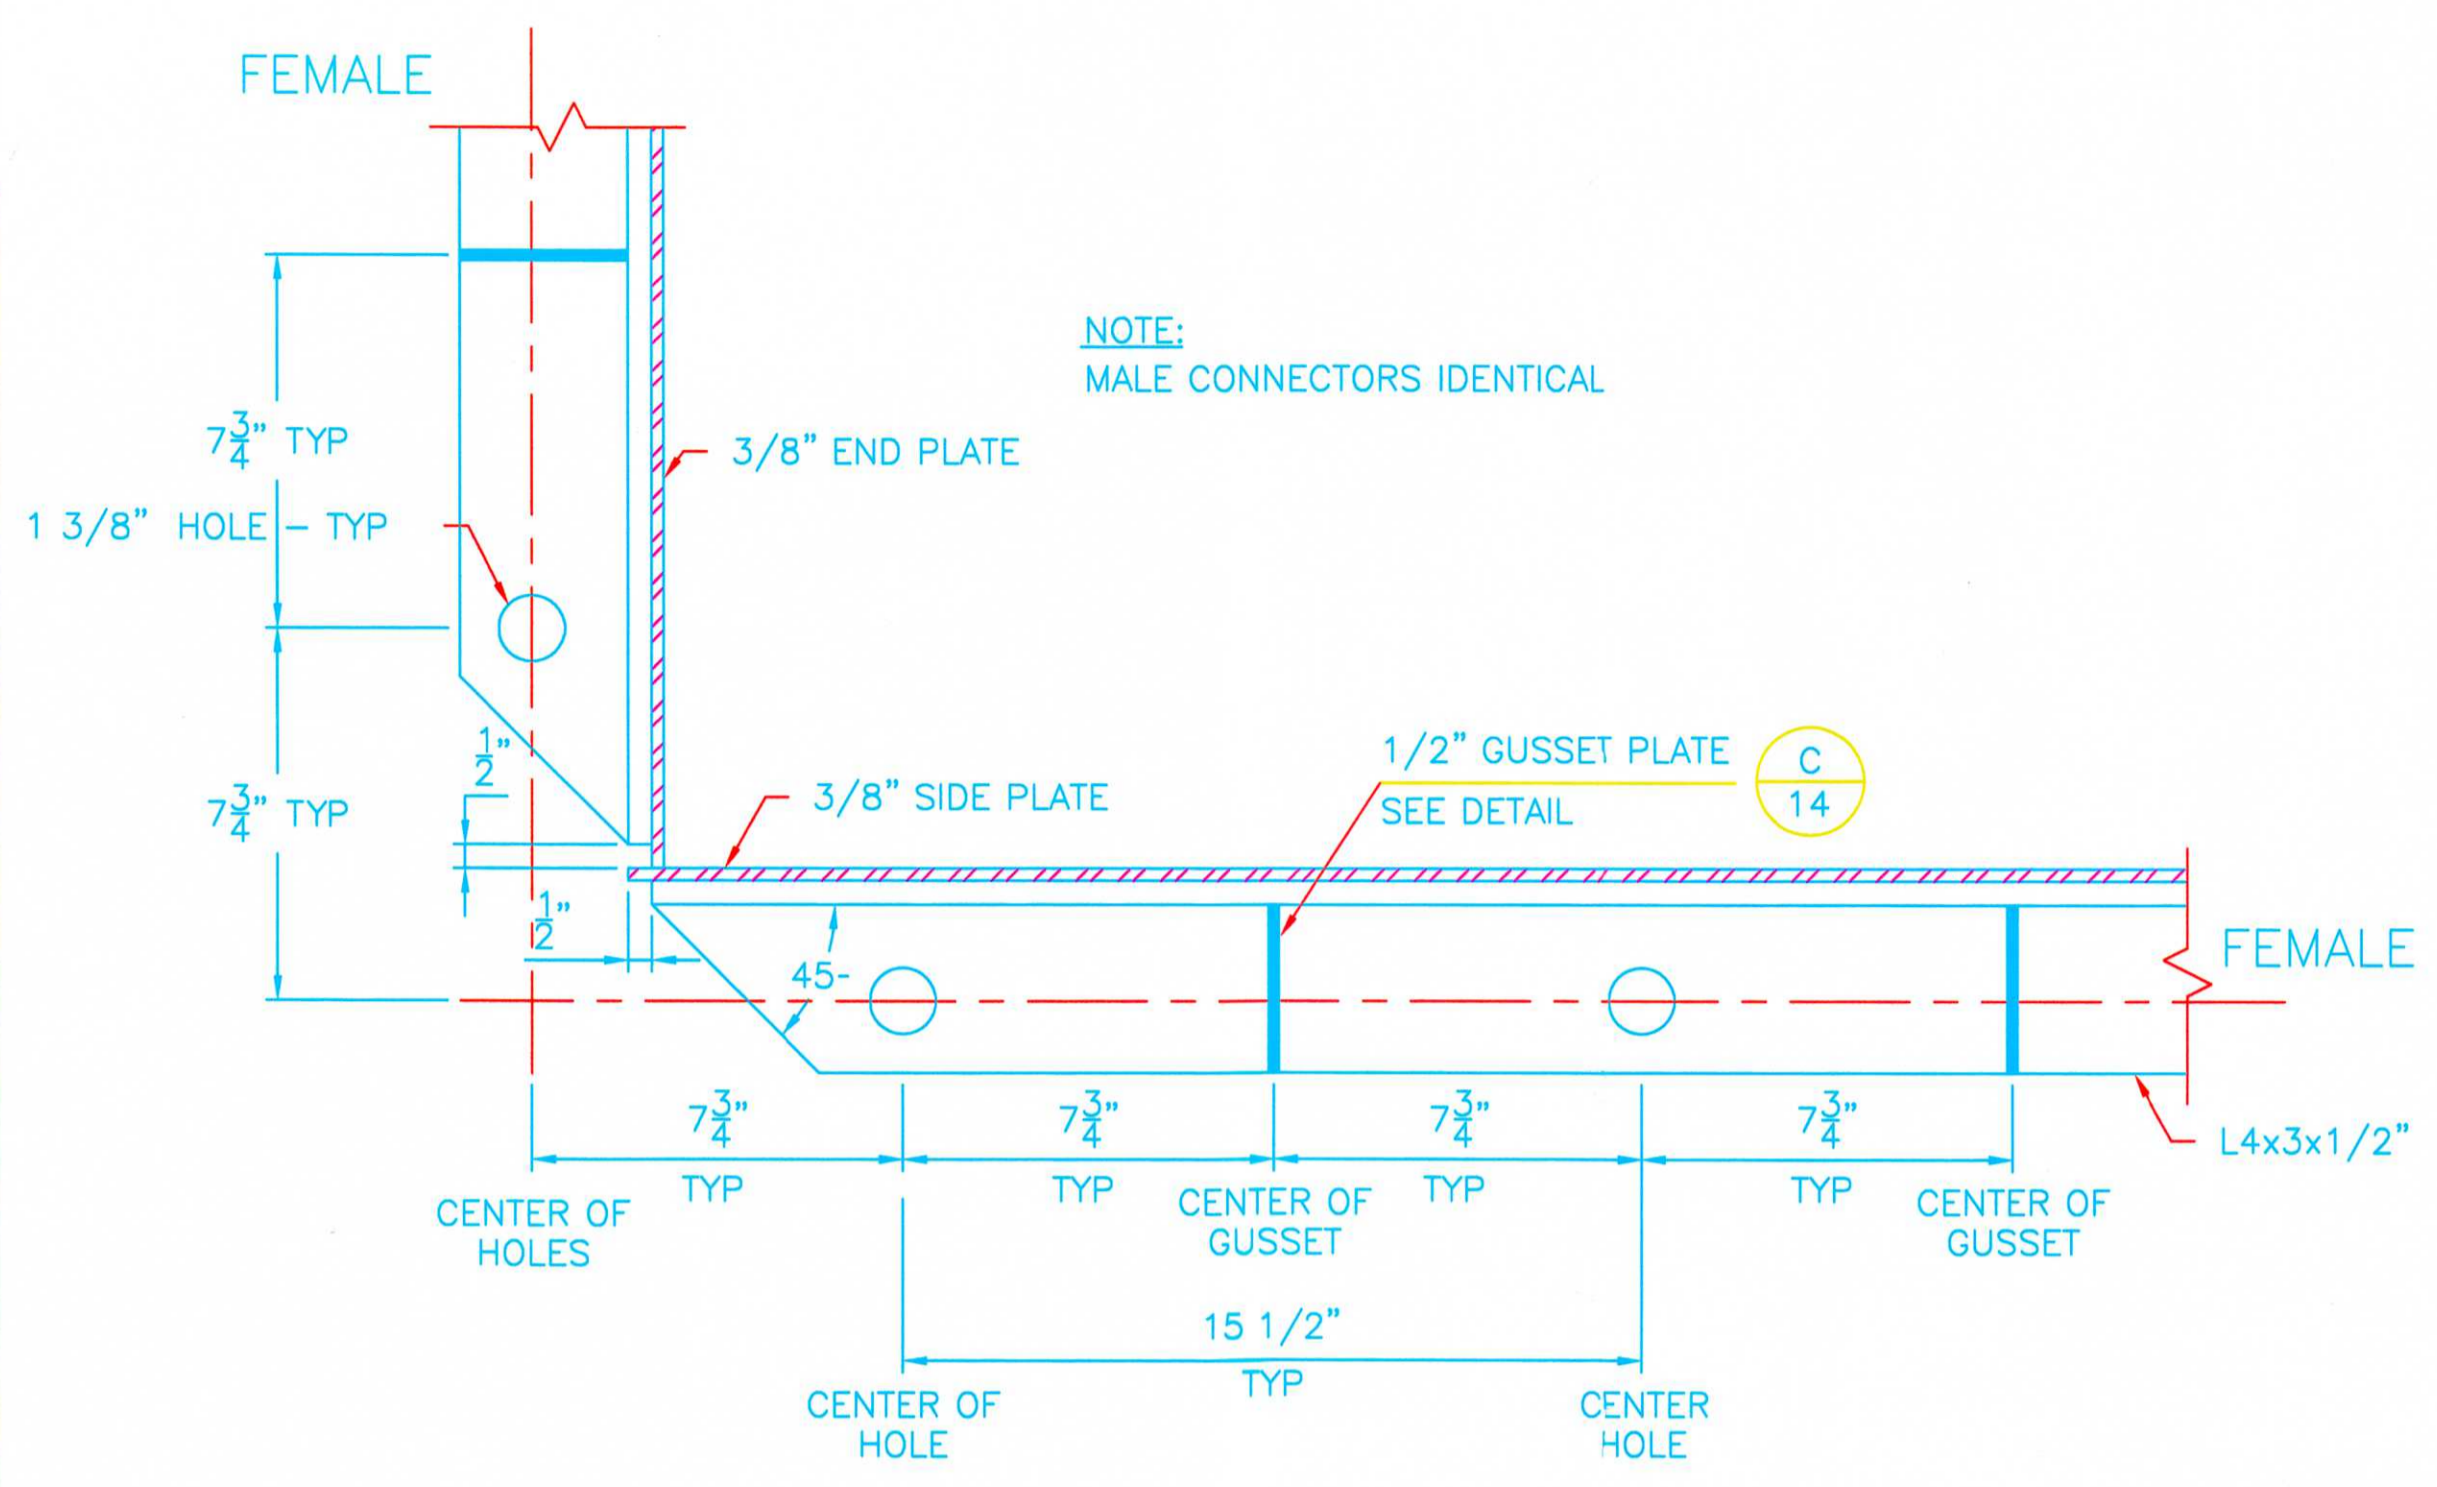 FEMALE
NOTE:
MALE CONNECTORS IDENTICAL
7 3/4" TYP
3/8" END PLATE
1 3/8" HOLE - TYP
1/2"
1/2" GUSSET PLATE
SEE DETAIL
C
14
7 3/4" TYP
3/8" SIDE PLATE
1/2"
45-
FEMALE
7 3/4"
TYP
7 3/4"
TYP
7 3/4"
TYP
7 3/4"
TYP
L4x3x1/2"
CENTER OF
HOLES
CENTER OF
GUSSET
CENTER OF
GUSSET
15 1/2"
TYP
CENTER OF
HOLE
CENTER
HOLE